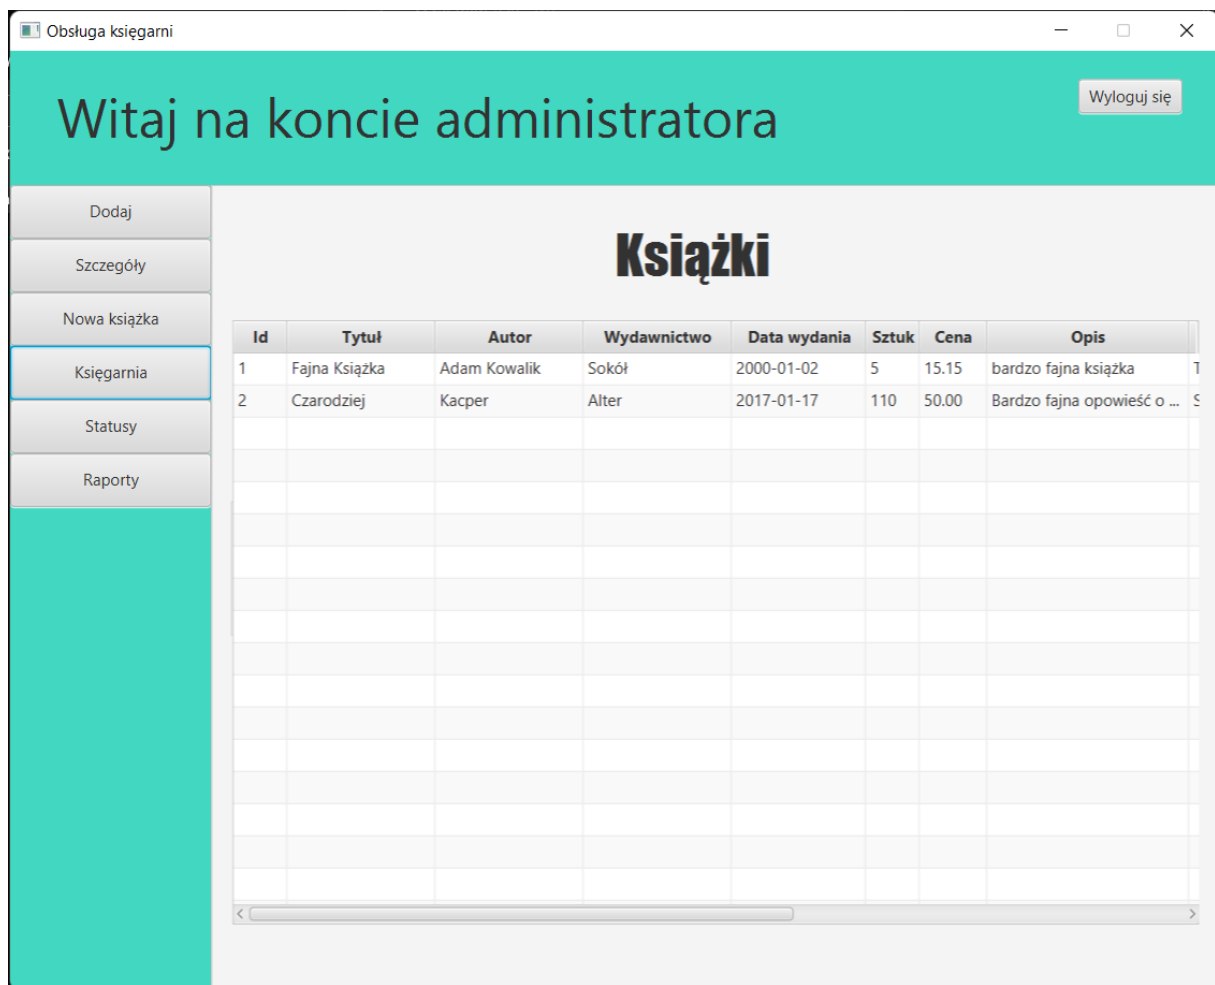 Obsługa księgarni
Witaj na koncie administratora
Wyloguj się
Dodaj
Szczegóły
Nowa książka
Księgarnia
Statusy
Raporty
Książki
Id Tytuł Autor Wydawnictwo Data wydania Sztuk Cena Opis
1 Fajna Książka Adam Kowalik Sokół 2000-01-02 5 15.15 bardzo fajna książka
2 Czarodziej Kacper Alter 2017-01-17 110 50.00 Bardzo fajna opowieść o ...